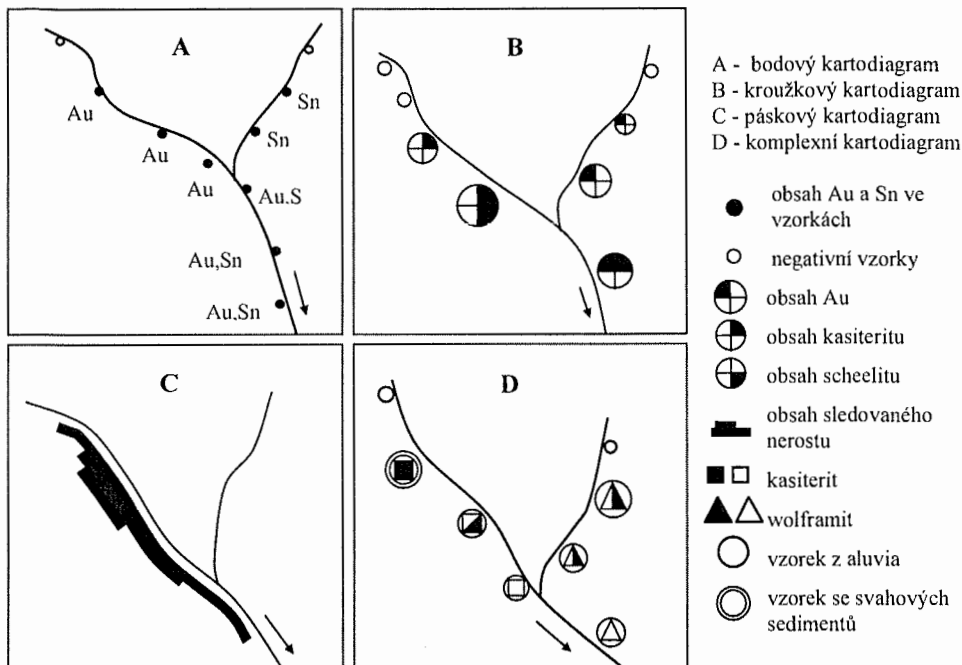 A
Au
Au
Au
Sn
Sn
Au.S
Au,Sn
Au,Sn
B
C
D
A - bodový kartodiagram
B - kroužkový kartodiagram
C - páskový kartodiagram
D - komplexní kartodiagram
obsah Au a Sn ve
vzorkách
negativní vzorky
obsah Au
obsah kasiteritu
obsah scheelitu
obsah sledovaného
nerostu
kasiterit
wolframit
vzorek z aluvia
vzorek se svahových
sedimentů